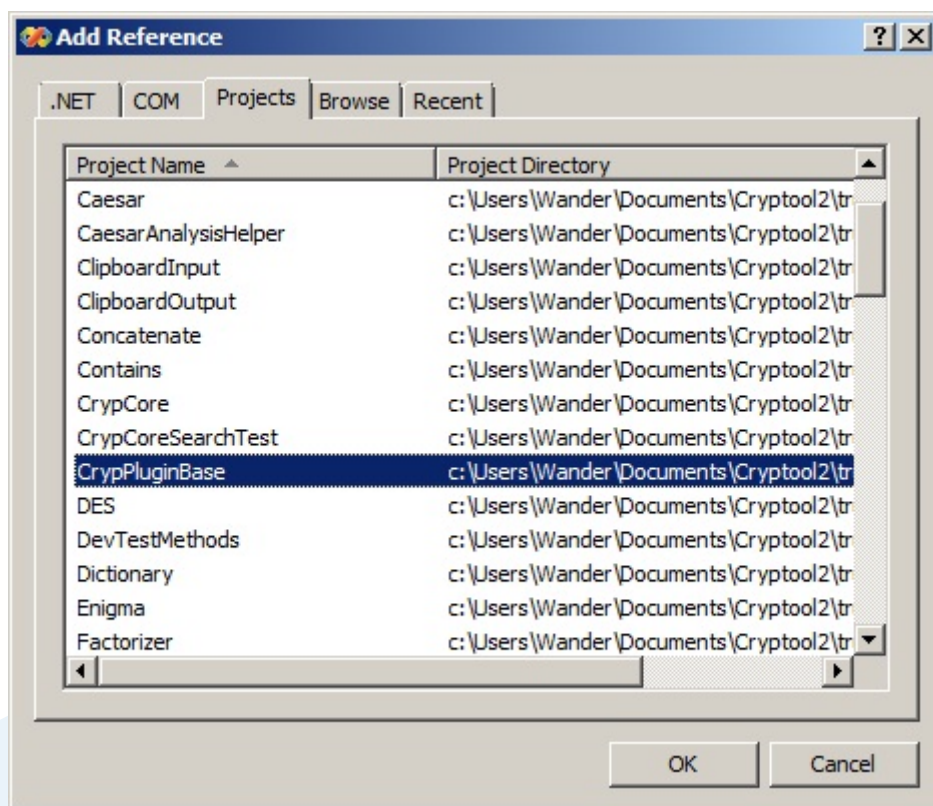 Add Reference
.NET COM Projects Browse Recent
Project Name Project Directory
Caesar c:\Users\Wander\Documents\Cryptool2\tr
CaesarAnalysisHelper c:\Users\Wander\Documents\Cryptool2\tr
ClipboardInput c:\Users\Wander\Documents\Cryptool2\tr
ClipboardOutput c:\Users\Wander\Documents\Cryptool2\tr
Concatenate c:\Users\Wander\Documents\Cryptool2\tr
Contains c:\Users\Wander\Documents\Cryptool2\tr
CrypCore c:\Users\Wander\Documents\Cryptool2\tr
CrypCoreSearchTest c:\Users\Wander\Documents\Cryptool2\tr
CrypPluginBase c:\Users\Wander\Documents\Cryptool2\tr
DES c:\Users\Wander\Documents\Cryptool2\tr
DevTestMethods c:\Users\Wander\Documents\Cryptool2\tr
Dictionary c:\Users\Wander\Documents\Cryptool2\tr
Enigma c:\Users\Wander\Documents\Cryptool2\tr
Factorizer c:\Users\Wander\Documents\Cryptool2\tr
OK Cancel